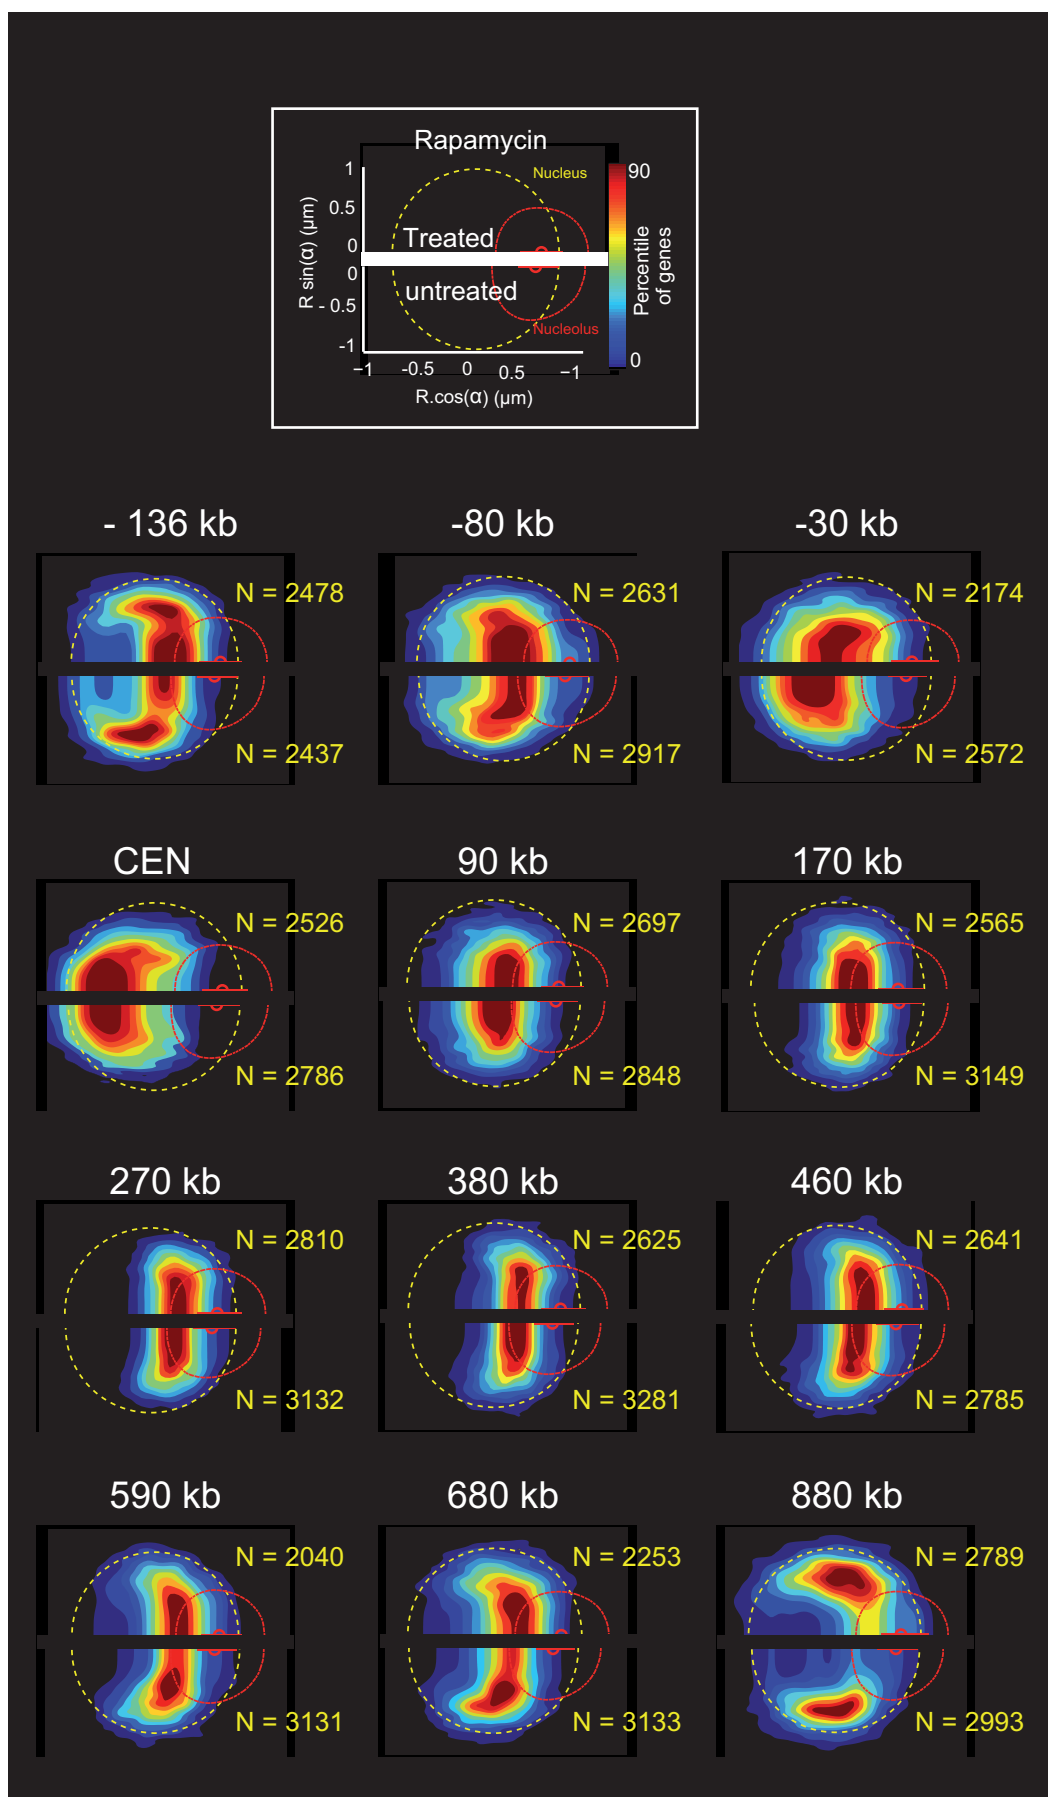 Rapamycin
Nucleus
90
1
0.5
0
Treated
0
untreated
- 0.5
-1
Nucleolus
0
R sin(α) (µm)
Percentile
of genes
−1
-0.5
0
0.5
−1
R.cos(α) (µm)
- 136 kb
-80 kb
-30 kb
N = 2478
N = 2631
N = 2174
N = 2437
N = 2917
N = 2572
CEN
90 kb
170 kb
N = 2526
N = 2697
N = 2565
N = 2786
N = 2848
N = 3149
270 kb
380 kb
460 kb
N = 2810
N = 2625
N = 2641
N = 3132
N = 3281
N = 2785
590 kb
680 kb
880 kb
N = 2040
N = 2253
N = 2789
N = 3131
N = 3133
N = 2993